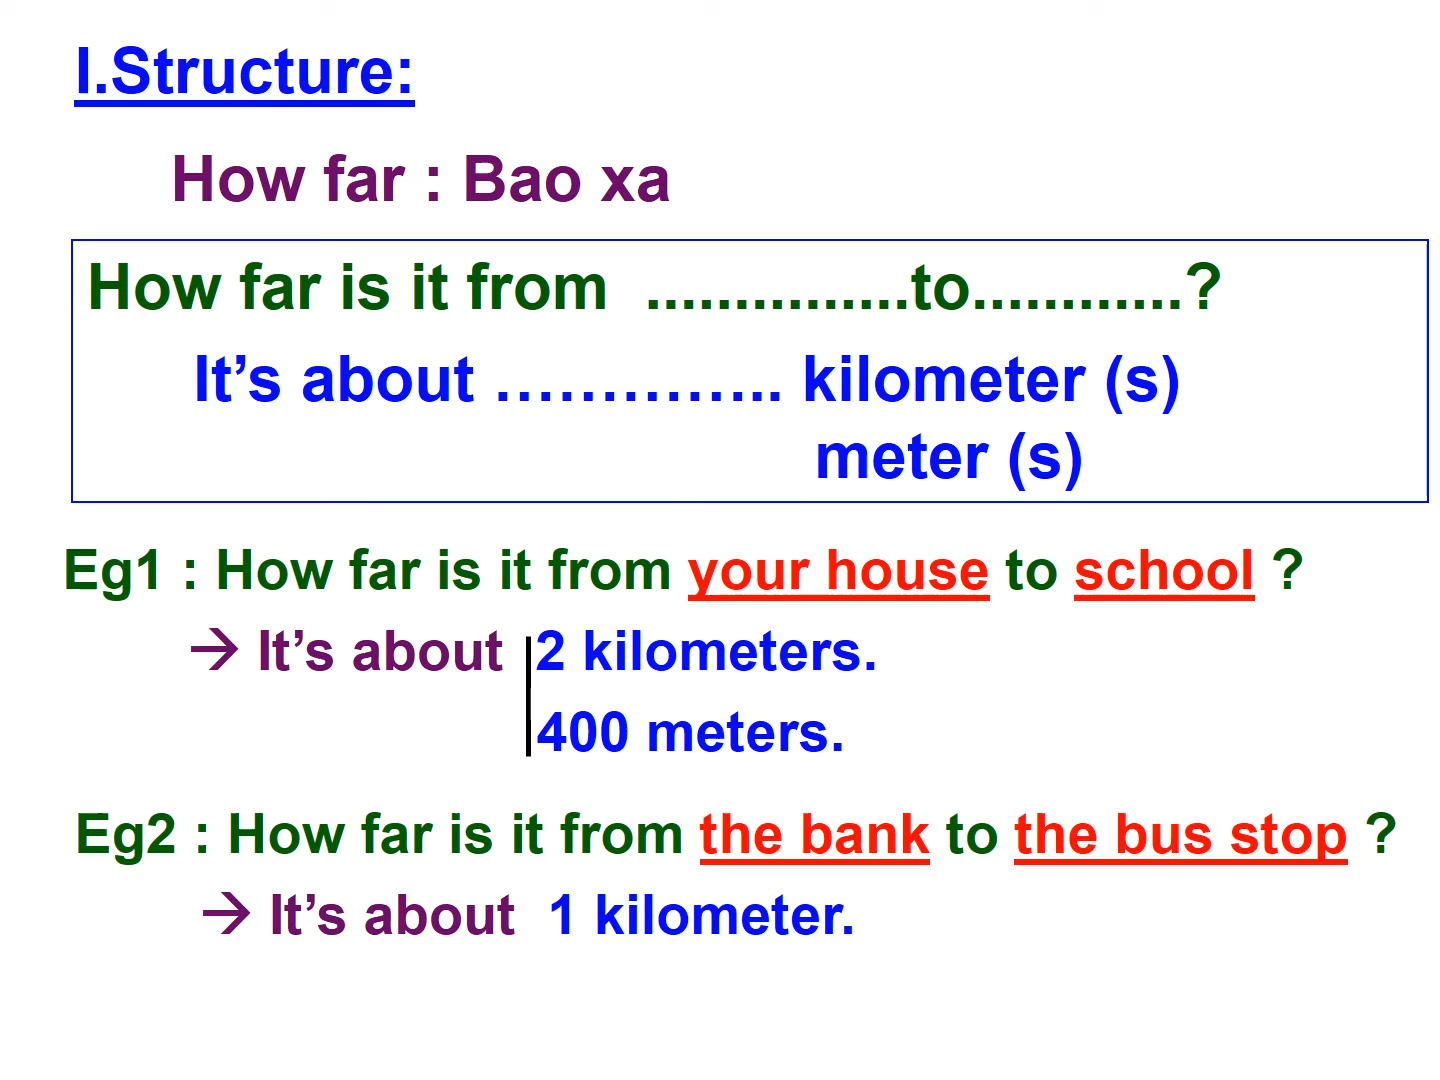 I.Structure:
How far : Bao xa
How far is it from ...............to............?
It’s about ………….. kilometer (s)
meter (s)
Eg1 : How far is it from your house to school ?
→ It’s about 2 kilometers.
400 meters.
Eg2 : How far is it from the bank to the bus stop ?
→ It’s about 1 kilometer.